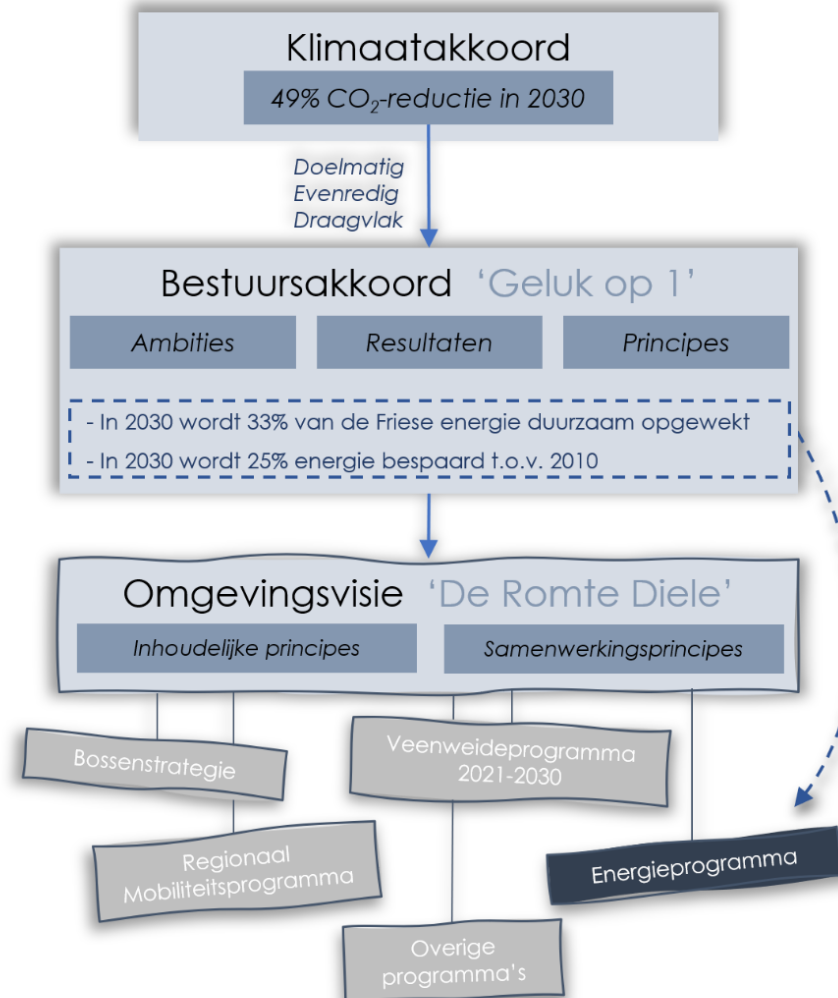 Klimaatakkoord
49% CO₂-reductie in 2030
Doelmatig
Evenredig
Draagvlak
Bestuursakkoord ‘Geluk op 1’
Ambities
Resultaten
Principes
- In 2030 wordt 33% van de Friese energie duurzaam opgewekt
- In 2030 wordt 25% energie bespaard t.o.v. 2010
Omgevingsvisie ‘De Romte Diele’
Inhoudelijke principes
Samenwerkingsprincipes
Bossenstrategie
Veenweideprogramma
2021-2030
Regionaal
Mobiliteitsprogramma
Energieprogramma
Overige
programma’s